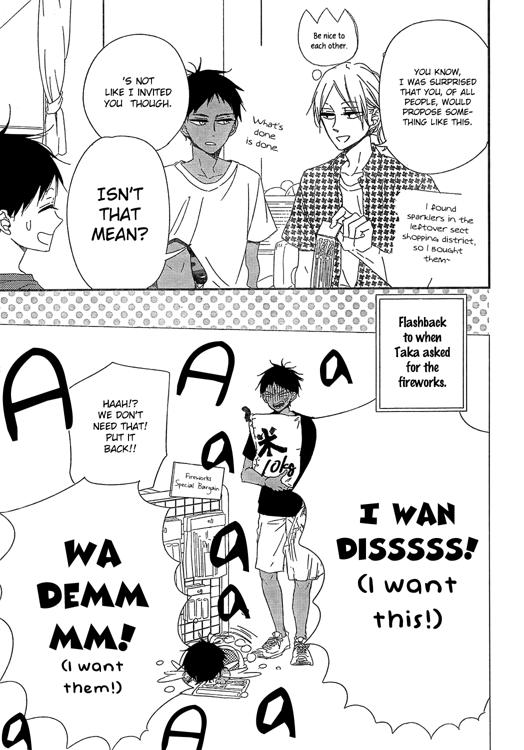 YOU KNOW,
I WAS SURPRISED
THAT YOU, OF ALL
PEOPLE, WOULD
PROPOSE SOME-
THING LIKE THIS.
Be nice to
each other.
I found
sparklers in the
leftover sect
shopping district,
so I bought
them~
'S NOT
LIKE I INVITED
YOU THOUGH.
What's
done
is done.
ISN'T
THAT
MEAN?
Flashback
to when
Taka asked
for the
fireworks.
A
A
a
a
a
a
a
A
A
a
HAAH!?
WE DON'T
NEED THAT!
PUT IT
BACK!!
米
10kg
Fireworks
Special Bargain
I WAN
DISSSSS!
(I want
this!)
WA
DEMM
MM!
(I want
them!)